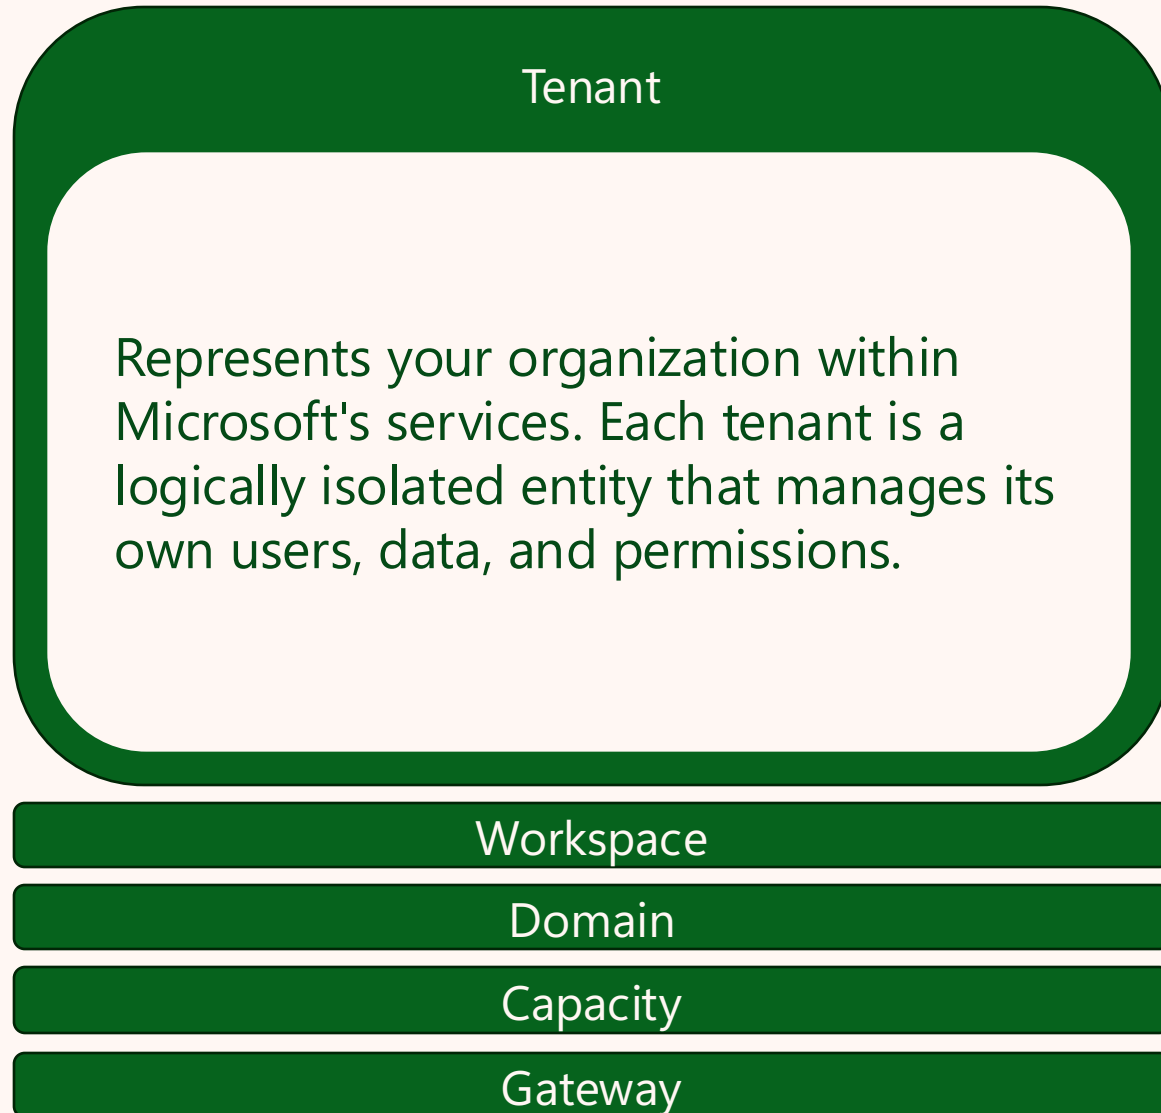 Tenant
Represents your organization within
Microsoft's services. Each tenant is a
logically isolated entity that manages its
own users, data, and permissions.
Workspace
Domain
Capacity
Gateway